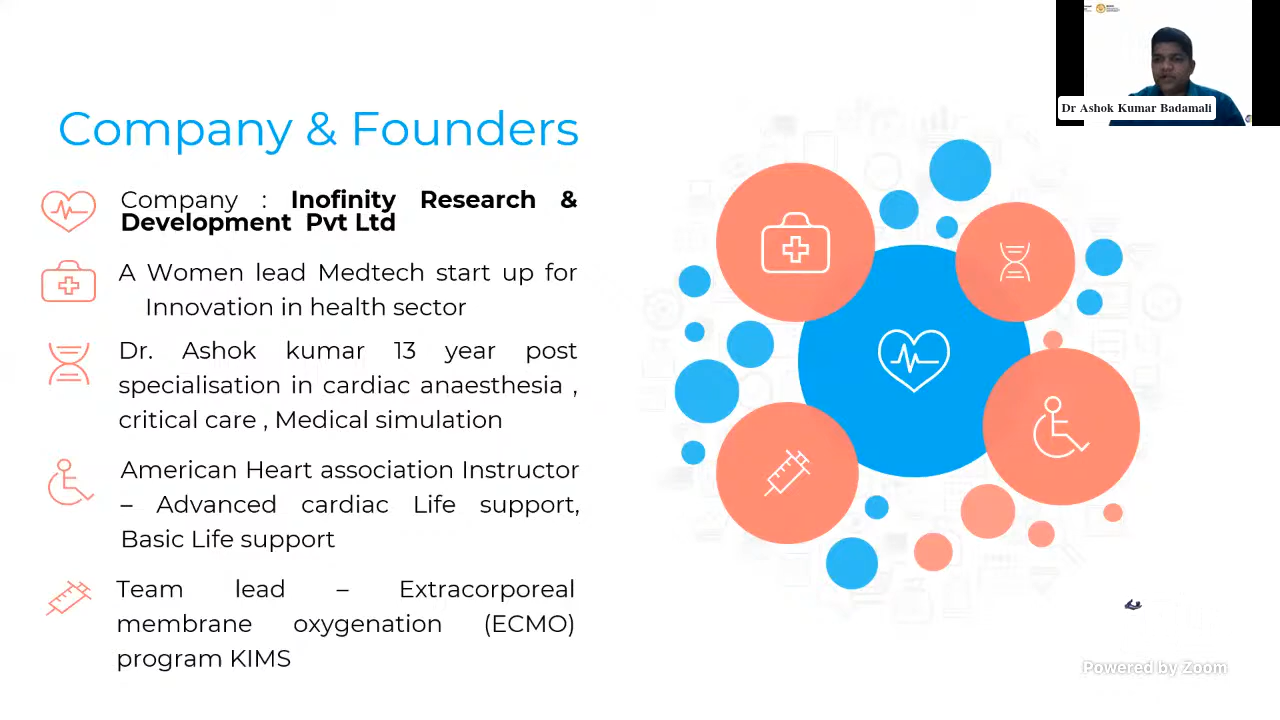 Company & Founders
Company : Inofinity Research &
Development Pvt Ltd
A Women lead Medtech start up for
Innovation in health sector
Dr. Ashok kumar 13 year post
specialisation in cardiac anaesthesia ,
critical care , Medical simulation
American Heart association Instructor
– Advanced cardiac Life support,
Basic Life support
Team lead – Extracorporeal
membrane oxygenation (ECMO)
program KIMS
Dr Ashok Kumar Badamali
Powered by Zoom